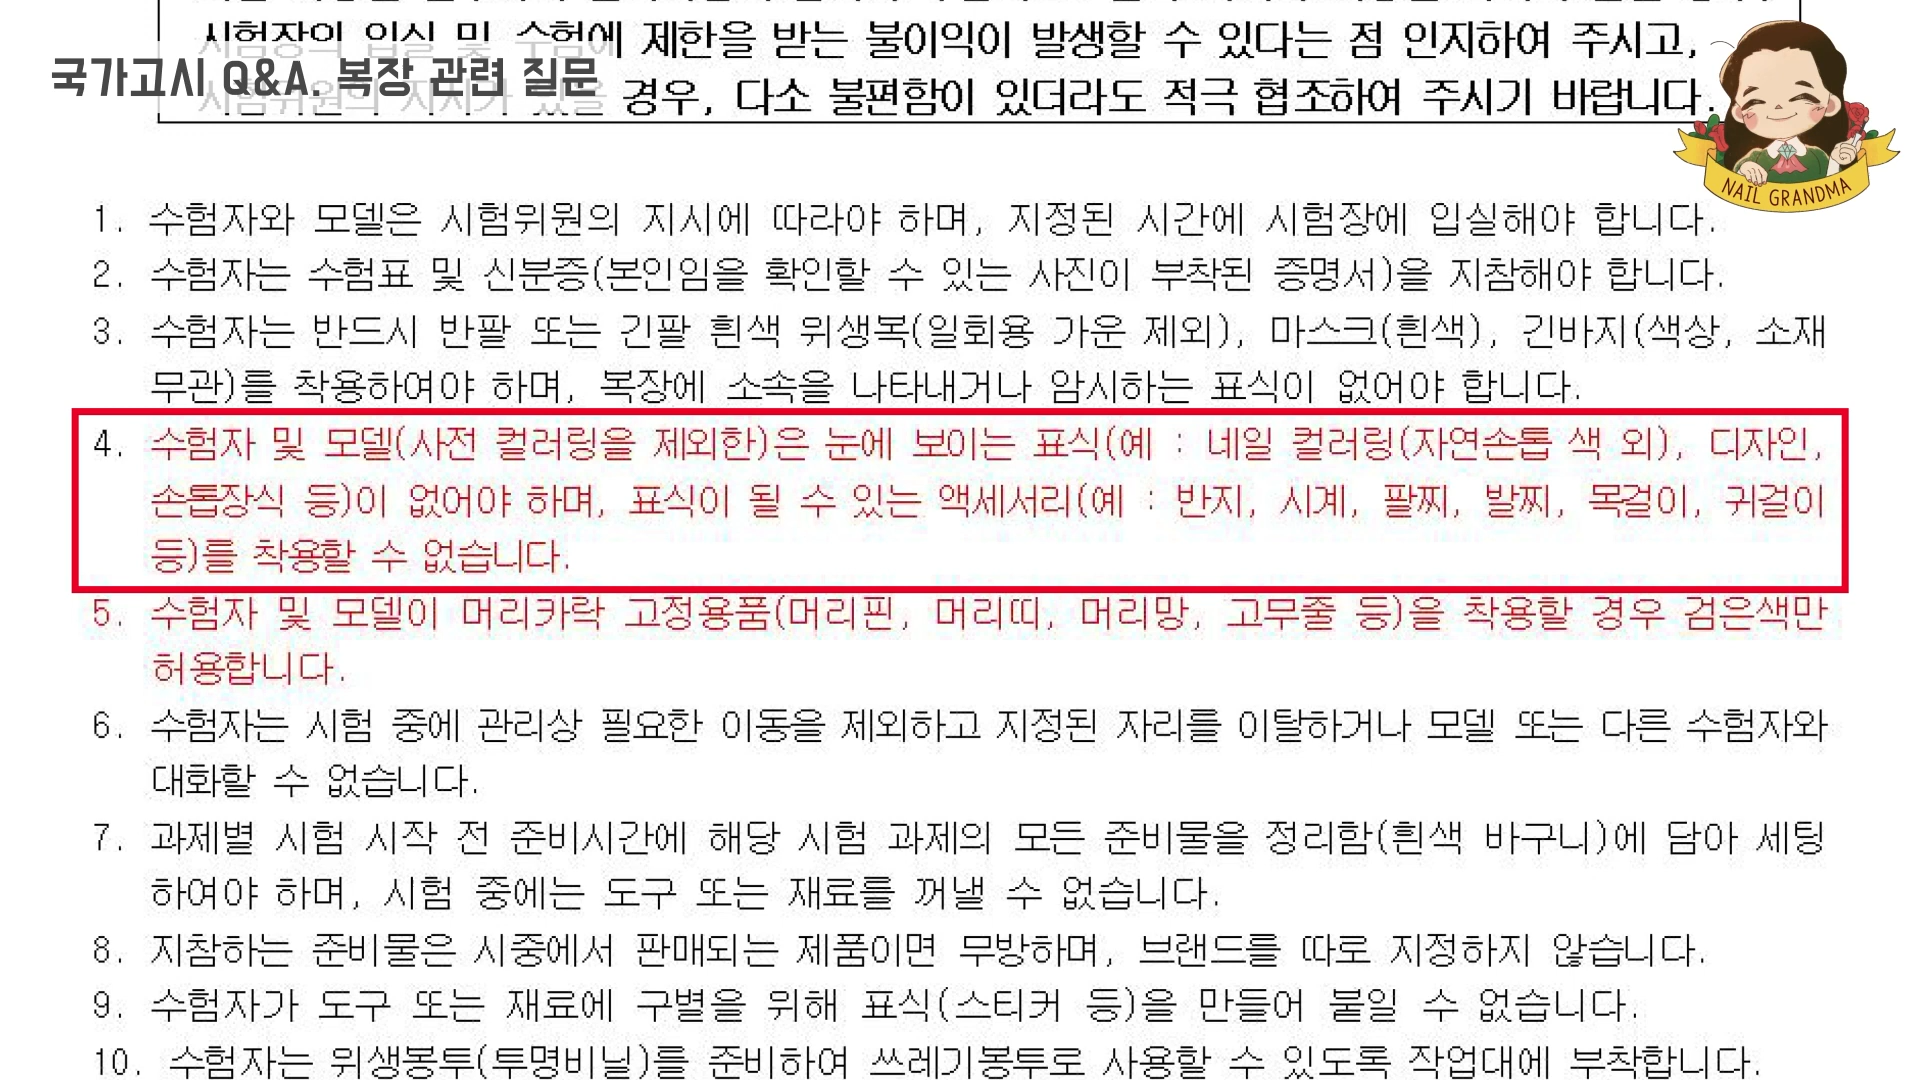 시험장의 입실 및 수험에 제한을 받는 불이익이 발생할 수 있다는 점 인지하여 주시고,
국가고시 Q&A. 복장 관련 질문
시험위원의 지시가 있을 경우, 다소 불편함이 있더라도 적극 협조하여 주시기 바랍니다.
NAIL GRANDMA
1. 수험자와 모델은 시험위원의 지시에 따라야 하며, 지정된 시간에 시험장에 입실해야 합니다.
2. 수험자는 수험표 및 신분증(본인임을 확인할 수 있는 사진이 부착된 증명서)을 지참해야 합니다.
3. 수험자는 반드시 반팔 또는 긴팔 흰색 위생복(일회용 가운 제외), 마스크(흰색), 긴바지(색상, 소재
무관)를 착용하여야 하며, 복장에 소속을 나타내거나 암시하는 표식이 없어야 합니다.
4. 수험자 및 모델(사전 컬러링을 제외한)은 눈에 보이는 표식(예 : 네일 컬러링(자연손톱 색 외), 디자인,
손톱장식 등)이 없어야 하며, 표식이 될 수 있는 액세서리(예 : 반지, 시계, 팔찌, 발찌, 목걸이, 귀걸이
등)를 착용할 수 없습니다.
5. 수험자 및 모델이 머리카락 고정용품(머리핀, 머리띠, 머리망, 고무줄 등)을 착용할 경우 검은색만
허용합니다.
6. 수험자는 시험 중에 관리상 필요한 이동을 제외하고 지정된 자리를 이탈하거나 모델 또는 다른 수험자와
대화할 수 없습니다.
7. 과제별 시험 시작 전 준비시간에 해당 시험 과제의 모든 준비물을 정리함(흰색 바구니)에 담아 세팅
하여야 하며, 시험 중에는 도구 또는 재료를 꺼낼 수 없습니다.
8. 지참하는 준비물은 시중에서 판매되는 제품이면 무방하며, 브랜드를 따로 지정하지 않습니다.
9. 수험자가 도구 또는 재료에 구별을 위해 표식(스티커 등)을 만들어 붙일 수 없습니다.
10. 수험자는 위생봉투(투명비닐)를 준비하여 쓰레기봉투로 사용할 수 있도록 작업대에 부착합니다.